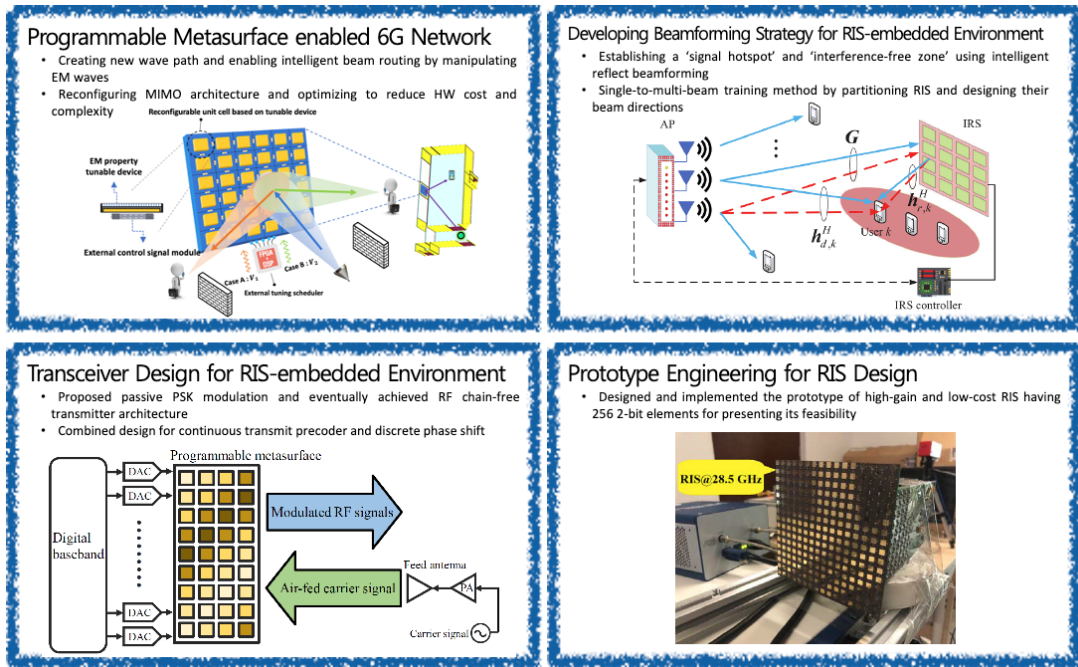 Programmable Metasurface enabled 6G Network
• Creating new wave path and enabling intelligent beam routing by manipulating
EM waves
• Reconfiguring MIMO architecture and optimizing to reduce HW cost and
complexity
Reconfigurable unit cell based on tunable device
EM property
tunable device
External control signal module
FPGA
Case A : V₁
Case B : V₂
External tuning scheduler
Developing Beamforming Strategy for RIS-embedded Environment
• Establishing a ‘signal hotspot’ and ‘interference-free zone’ using intelligent
reflect beamforming
• Single-to-multi-beam training method by partitioning RIS and designing their
beam directions
AP
IRS
G
h^H_{r,k}
h^H_{d,k}
User k
IRS controller
Transceiver Design for RIS-embedded Environment
• Proposed passive PSK modulation and eventually achieved RF chain-free
transmitter architecture
• Combined design for continuous transmit precoder and discrete phase shift
Programmable metasurface
Digital
baseband
DAC
DAC
DAC
DAC
Modulated RF signals
Air-fed carrier signal
Feed antenna
PA
Carrier signal
Prototype Engineering for RIS Design
• Designed and implemented the prototype of high-gain and low-cost RIS having
256 2-bit elements for presenting its feasibility
RIS@28.5 GHz